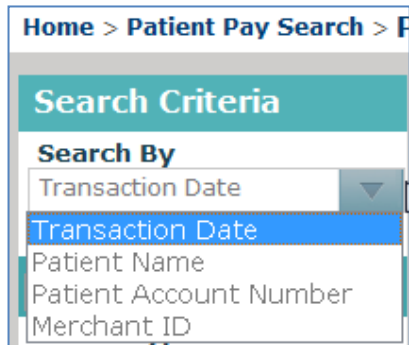 Home > Patient Pay Search > P
Search Criteria
Search By
Transaction Date
Transaction Date
Patient Name
Patient Account Number
Merchant ID